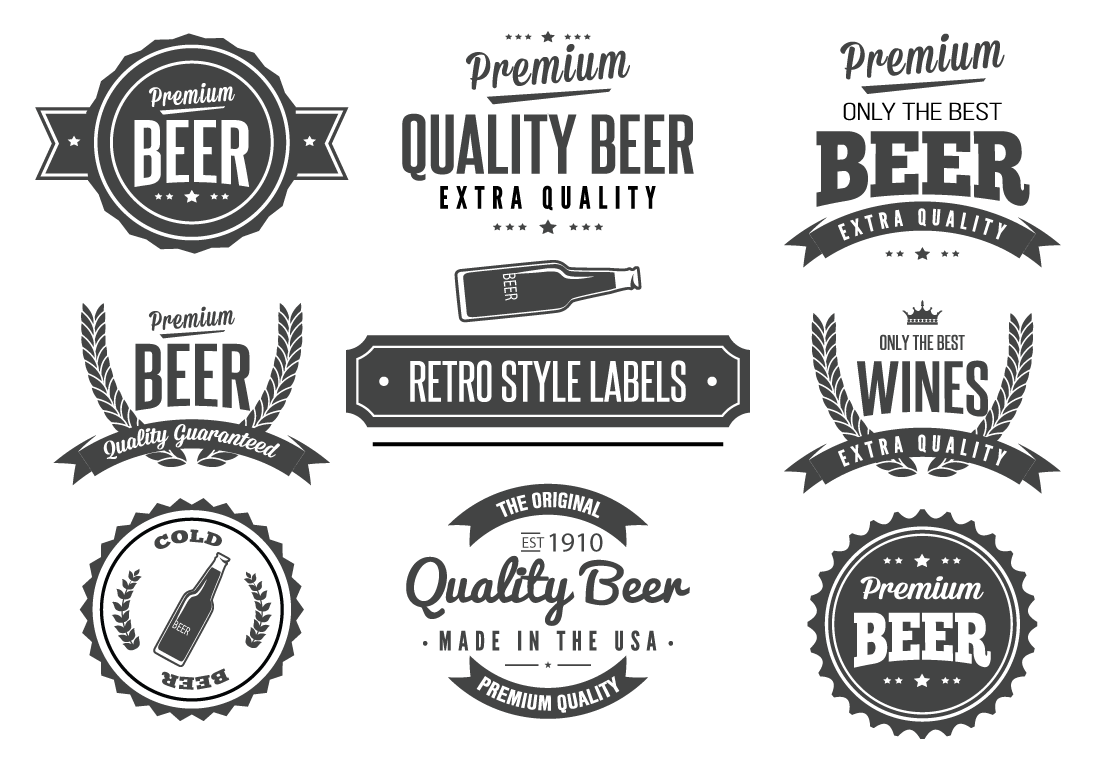 Premium
BEER
Premium
QUALITY BEER
EXTRA QUALITY
Premium
ONLY THE BEST
BEER
EXTRA QUALITY
BEER
RETRO STYLE LABELS
Premium
BEER
Quality Guaranteed
ONLY THE BEST
WINES
EXTRA QUALITY
COLD
BEER
BEER
THE ORIGINAL
EST 1910
Quality Beer
• MADE IN THE USA •
PREMIUM QUALITY
Premium
BEER